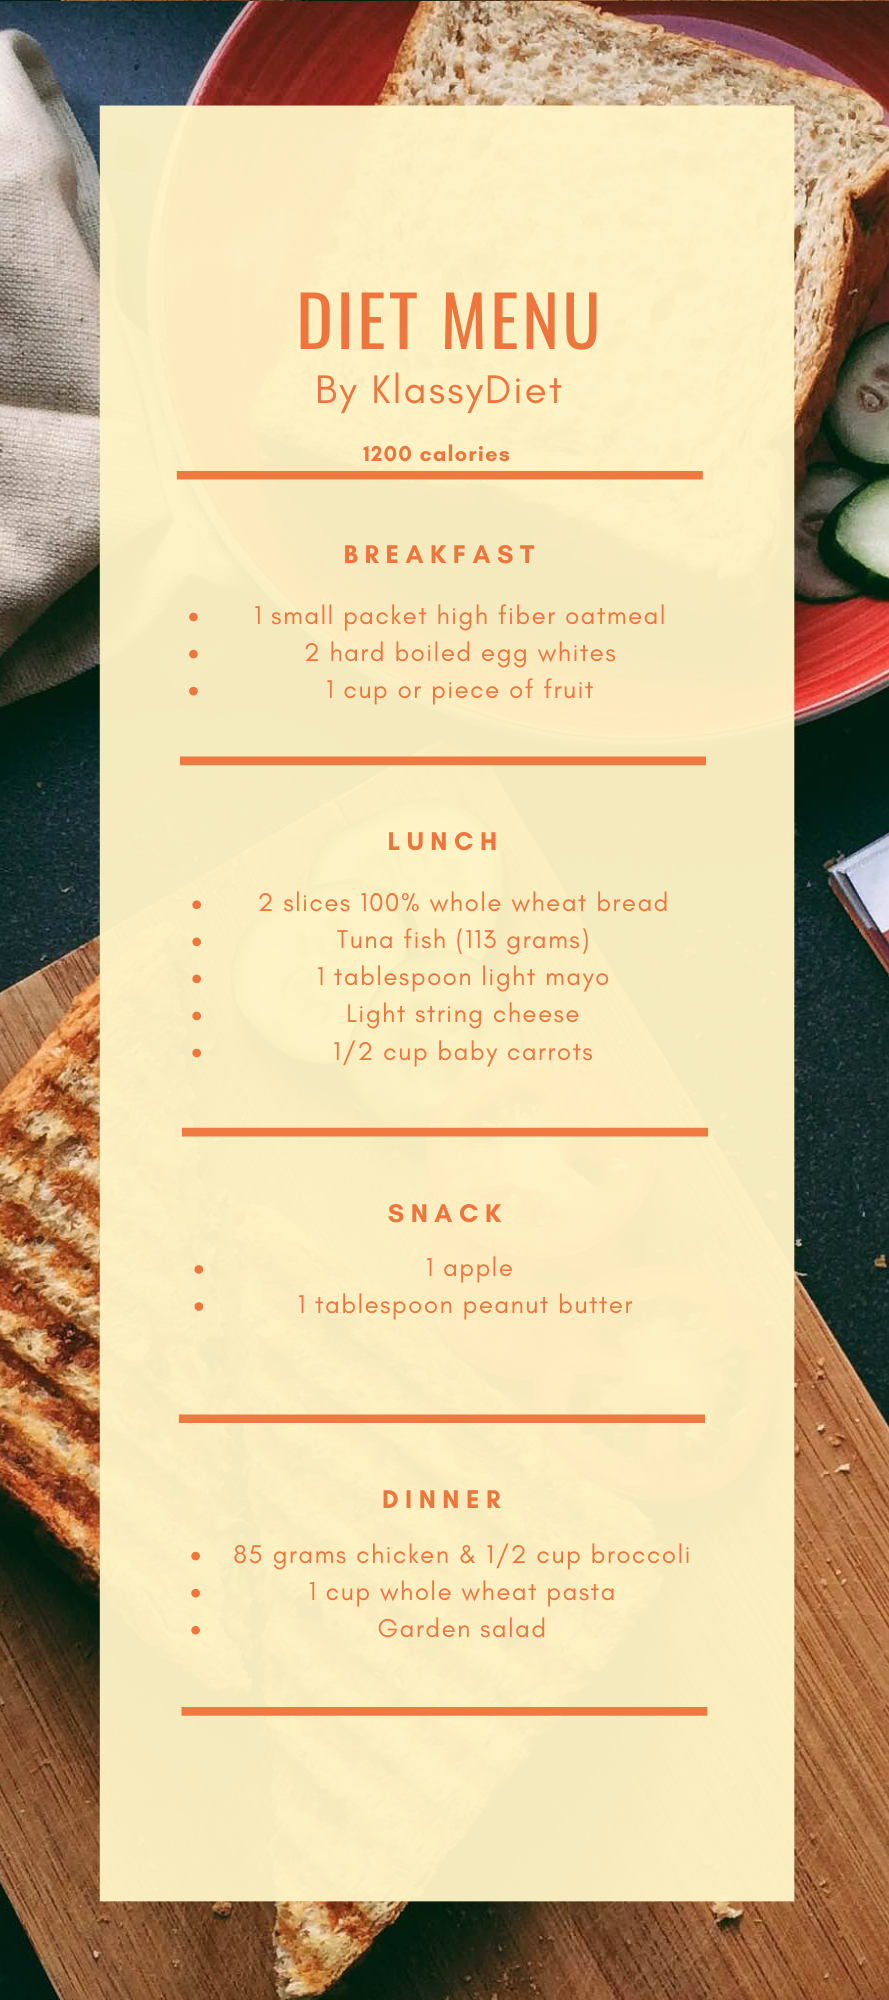 DIET MENU
By KlassyDiet
1200 calories
BREAKFAST
• 1 small packet high fiber oatmeal
• 2 hard boiled egg whites
• 1 cup or piece of fruit
LUNCH
• 2 slices 100% whole wheat bread
• Tuna fish (113 grams)
• 1 tablespoon light mayo
• Light string cheese
• 1/2 cup baby carrots
SNACK
• 1 apple
• 1 tablespoon peanut butter
DINNER
• 85 grams chicken & 1/2 cup broccoli
• 1 cup whole wheat pasta
• Garden salad